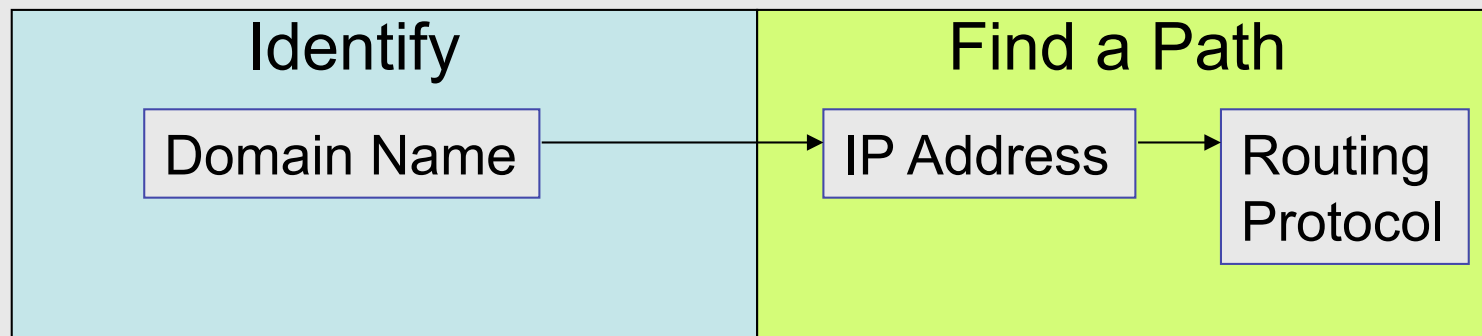 Identify
Find a Path
Domain Name
IP Address
Routing
Protocol